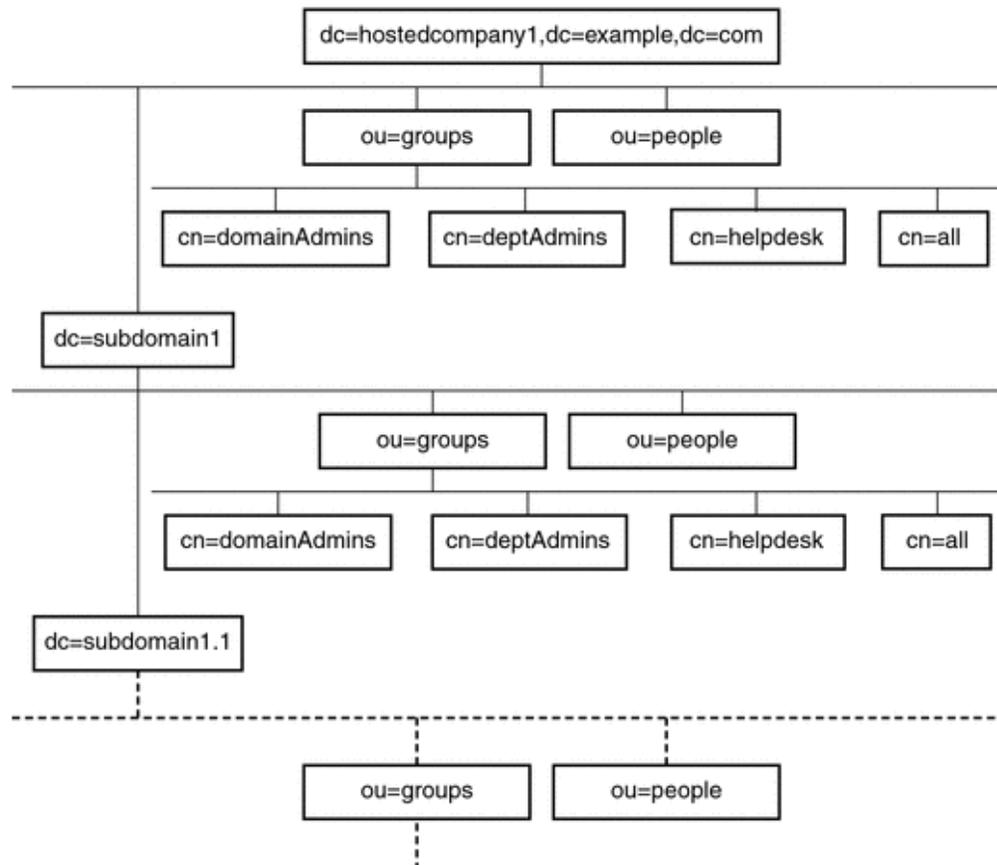 dc=hostedcompany1,dc=example,dc=com
ou=groups
ou=people
cn=domainAdmins
cn=deptAdmins
cn=helpdesk
cn=all
dc=subdomain1
ou=groups
ou=people
cn=domainAdmins
cn=deptAdmins
cn=helpdesk
cn=all
dc=subdomain1.1
ou=groups
ou=people